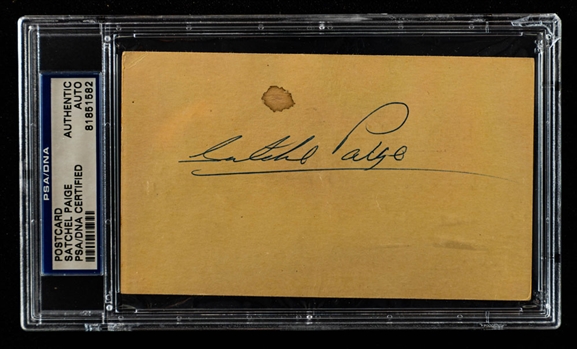 PSA/DNA
POSTCARD
SATCHEL PAIGE
PSA/DNA CERTIFIED
AUTHENTIC
AUTO
81851582
Satchel Paige